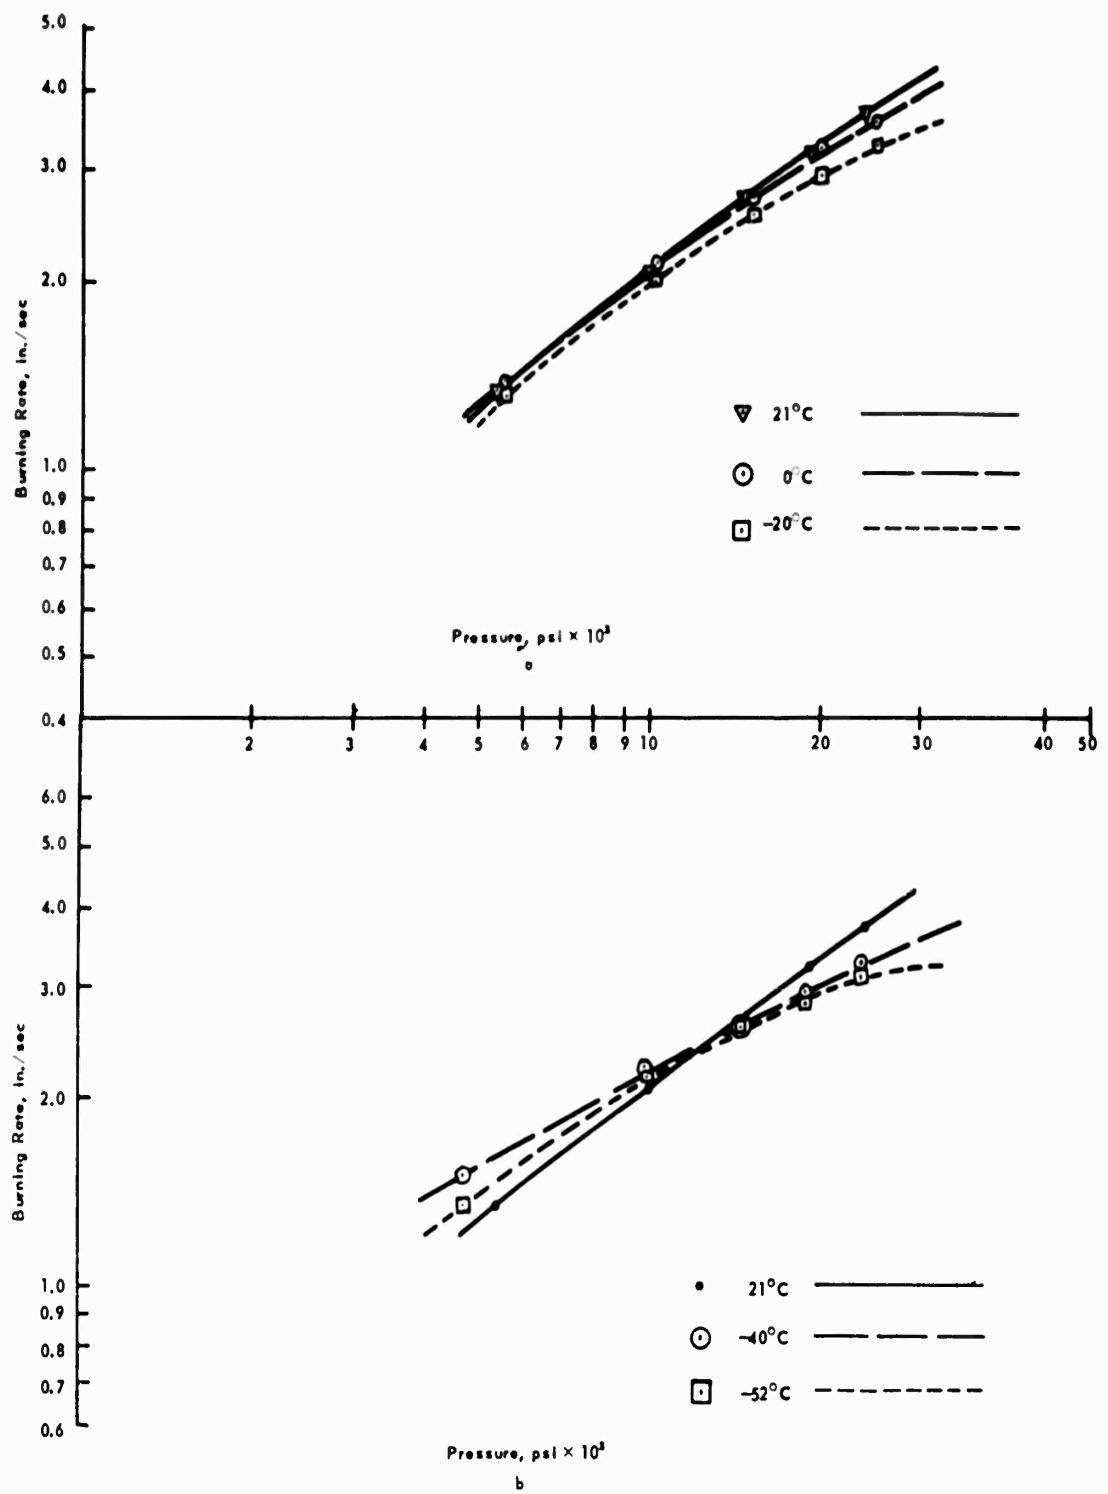 5.0
4.0
3.0
2.0
1.0
0.9
0.8
0.7
0.6
0.5
0.4
Burning Rate, in./sec
21°C
0°C
-20°C
Pressure, psi × 10³
a
2 3 4 5 6 7 8 9 10 20 30 40 50
6.0
5.0
4.0
3.0
2.0
1.0
0.9
0.8
0.7
0.6
Burning Rate, in./sec
21°C
-40°C
-52°C
Pressure, psi × 10³
b